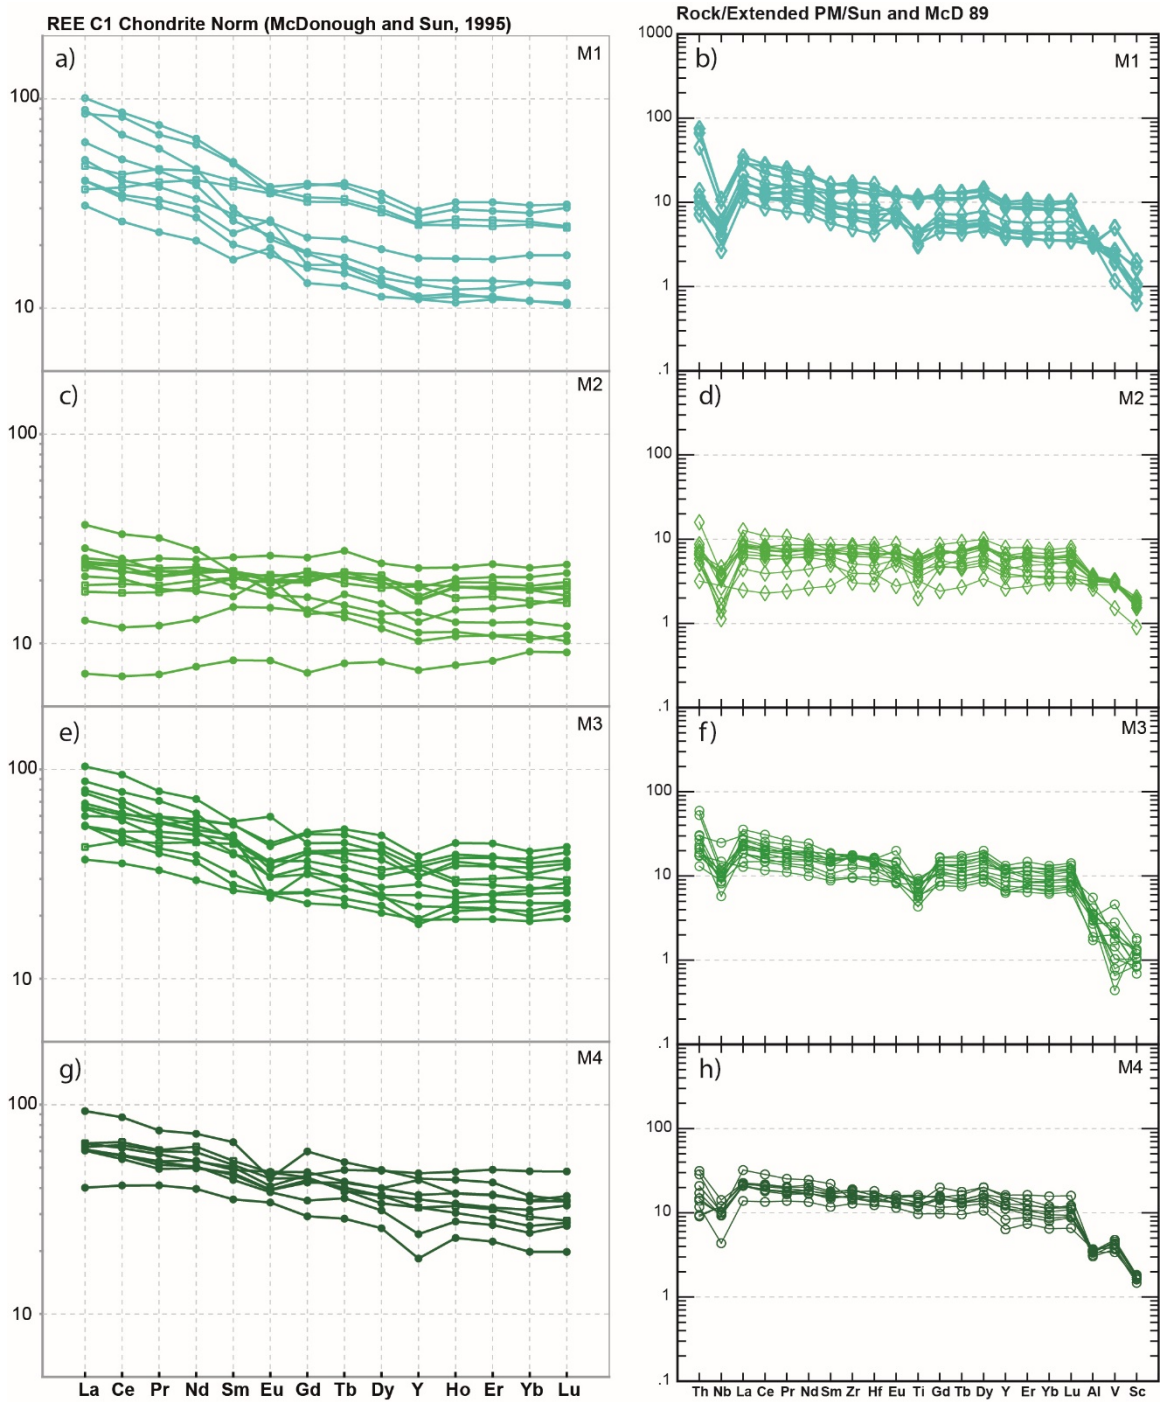 REE C1 Chondrite Norm (McDonough and Sun, 1995)
Rock/Extended PM/Sun and McD 89
a)
M1
100
10
b)
M1
1000
100
10
1
.1
c)
M2
100
10
d)
M2
100
10
1
.1
e)
M3
100
10
f)
M3
100
10
1
.1
g)
M4
100
10
h)
M4
100
10
1
.1
La Ce Pr Nd Sm Eu Gd Tb Dy Y Ho Er Yb Lu
Th Nb La Ce Pr Nd Sm Zr Hf Eu Ti Gd Tb Dy Y Er Yb Lu Al V Sc